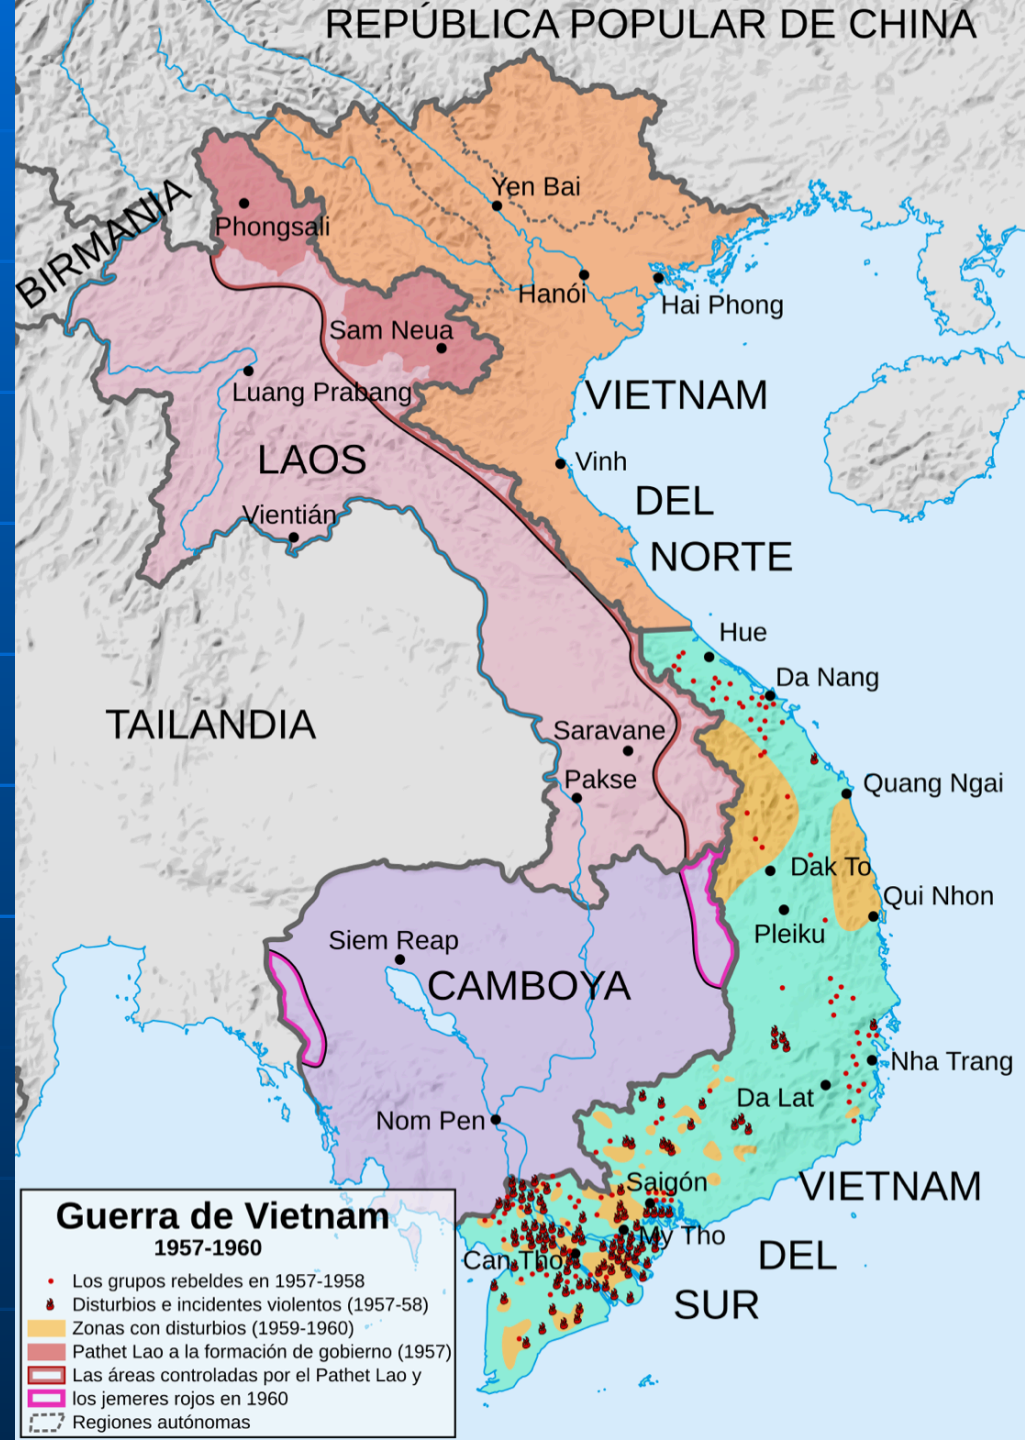 REPÚBLICA POPULAR DE CHINA
BIRMANIA
Phongsali
Yen Bai
Hanói
Hai Phong
Sam Neua
Luang Prabang
LAOS
Vientián
VIETNAM
DEL
NORTE
Vinh
Hue
Da Nang
TAILANDIA
Saravane
Pakse
Quang Ngai
Dak To
Qui Nhon
Pleiku
Siem Reap
CAMBOYA
Nha Trang
Da Lat
Nom Pen
Saigón
VIETNAM
DEL
SUR
My Tho
Can Tho
Guerra de Vietnam
1957-1960
Los grupos rebeldes en 1957-1958
Disturbios e incidentes violentos (1957-58)
Zonas con disturbios (1959-1960)
Pathet Lao a la formación de gobierno (1957)
Las áreas controladas por el Pathet Lao y
los jemeres rojos en 1960
Regiones autónomas